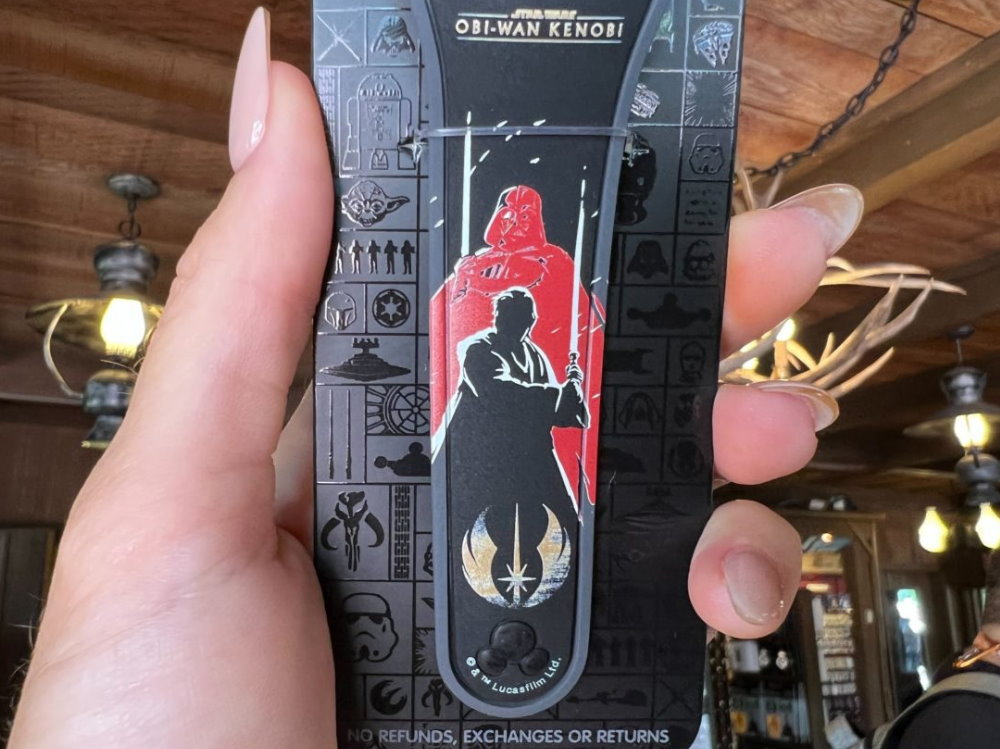 STAR WARS
OBI-WAN KENOBI
© & ™ Lucasfilm Ltd.
NO REFUNDS, EXCHANGES OR RETURNS